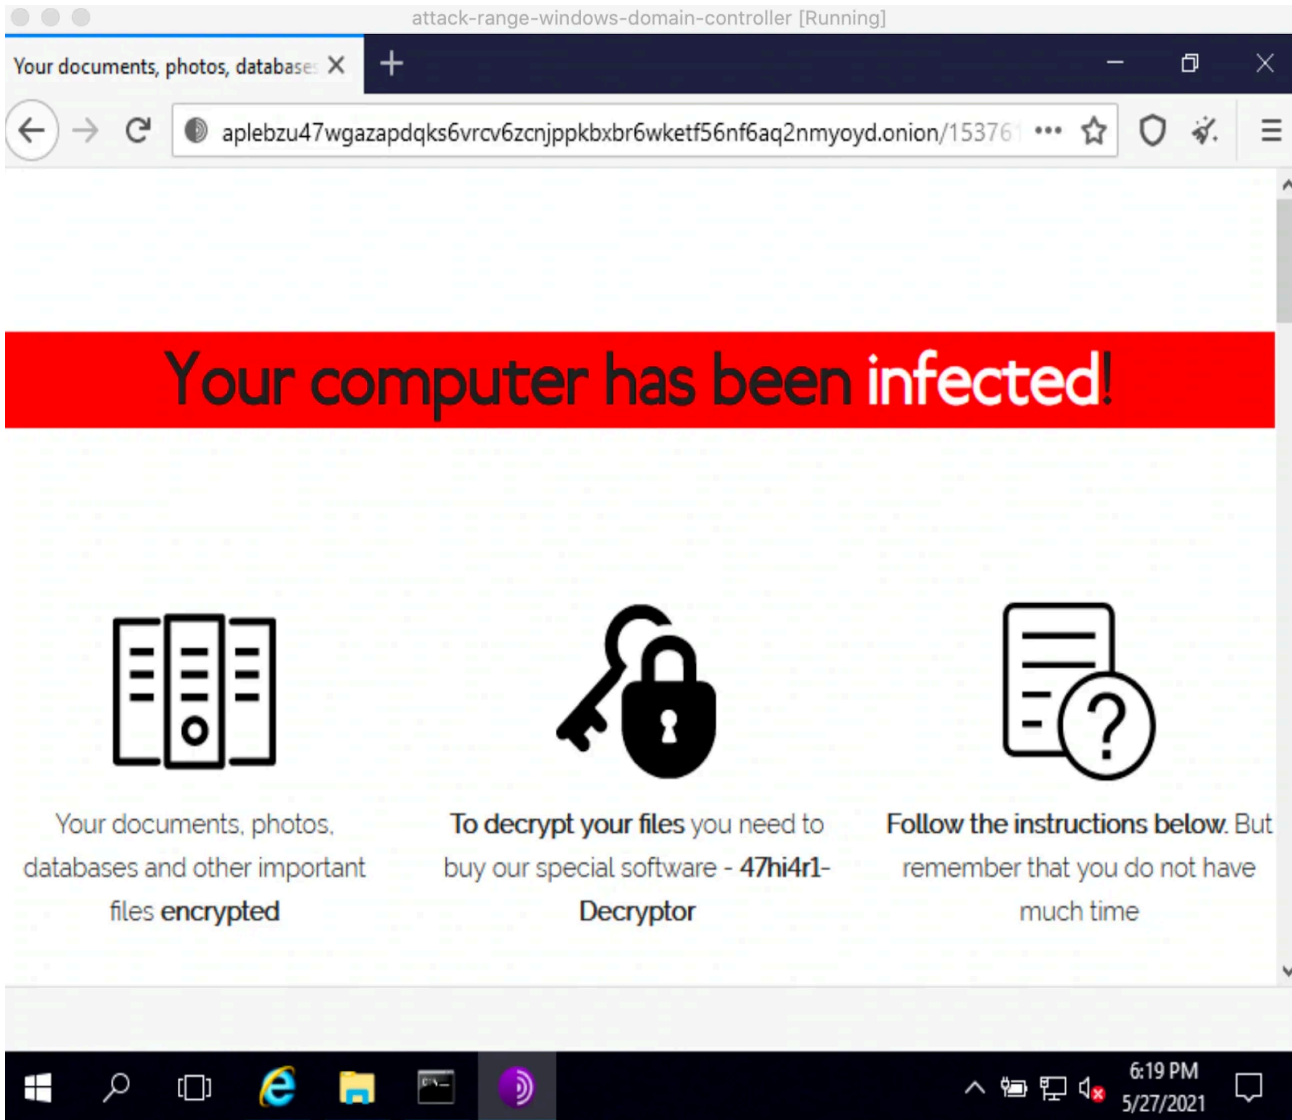 attack-range-windows-domain-controller [Running]
Your documents, photos, databases
aplebzu47wgazapdqks6vrcv6zcnjppkbxbr6wketf56nf6aq2nmyoyd.onion/15376
Your computer has been infected!
Your documents, photos,
databases and other important
files encrypted
To decrypt your files you need to
buy our special software - 47hi4r1-
Decryptor
Follow the instructions below. But
remember that you do not have
much time
6:19 PM
5/27/2021